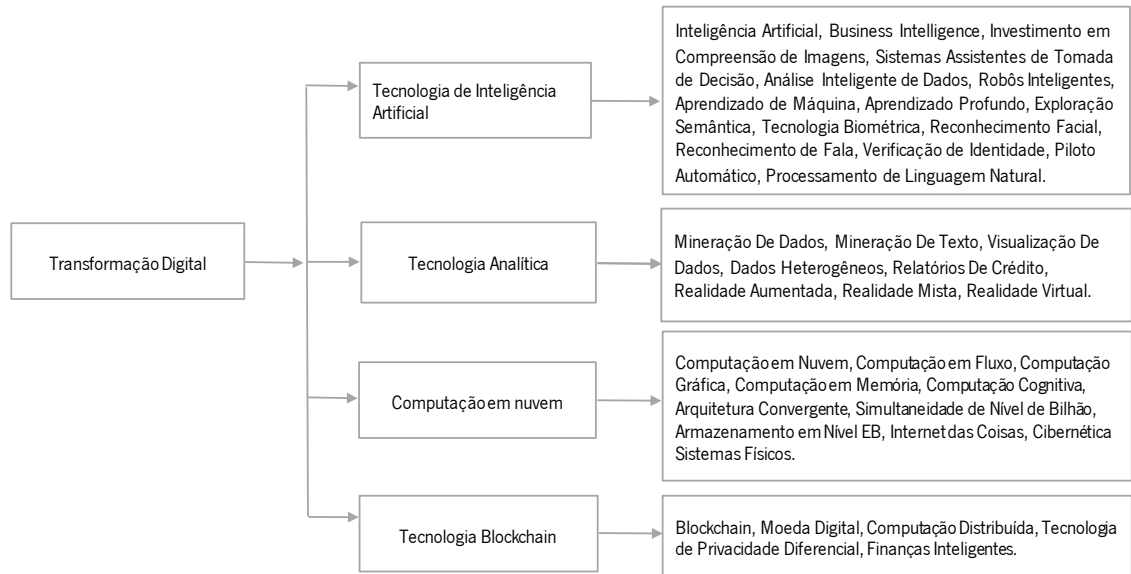 Transformação Digital
Tecnologia de Inteligência
Artificial
Inteligência Artificial, Business Intelligence, Investimento em
Compreensão de Imagens, Sistemas Assistentes de Tomada
de Decisão, Análise Inteligente de Dados, Robôs Inteligentes,
Aprendizado de Máquina, Aprendizado Profundo, Exploração
Semântica, Tecnologia Biométrica, Reconhecimento Facial,
Reconhecimento de Fala, Verificação de Identidade, Piloto
Automático, Processamento de Linguagem Natural.
Tecnologia Analítica
Mineração De Dados, Mineração De Texto, Visualização De
Dados, Dados Heterogêneos, Relatórios De Crédito,
Realidade Aumentada, Realidade Mista, Realidade Virtual.
Computação em nuvem
Computação em Nuvem, Computação em Fluxo, Computação
Gráfica, Computação em Memória, Computação Cognitiva,
Arquitetura Convergente, Simultaneidade de Nível de Bilhão,
Armazenamento em Nível EB, Internet das Coisas, Cibernética
Sistemas Físicos.
Tecnologia Blockchain
Blockchain, Moeda Digital, Computação Distribuída, Tecnologia
de Privacidade Diferencial, Finanças Inteligentes.